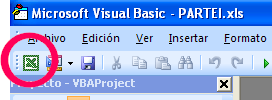 Microsoft Visual Basic - PARTEI.xls
Archivo Edición Ver Insertar Formato
Proyecto - VBAProject